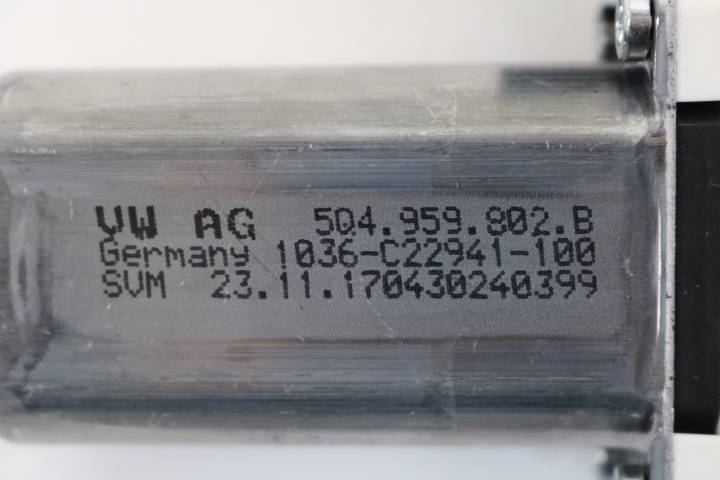 VW AG 5Q4.959.802.B
Germany 1036-C22941-100
SVM 23.11.170430240399